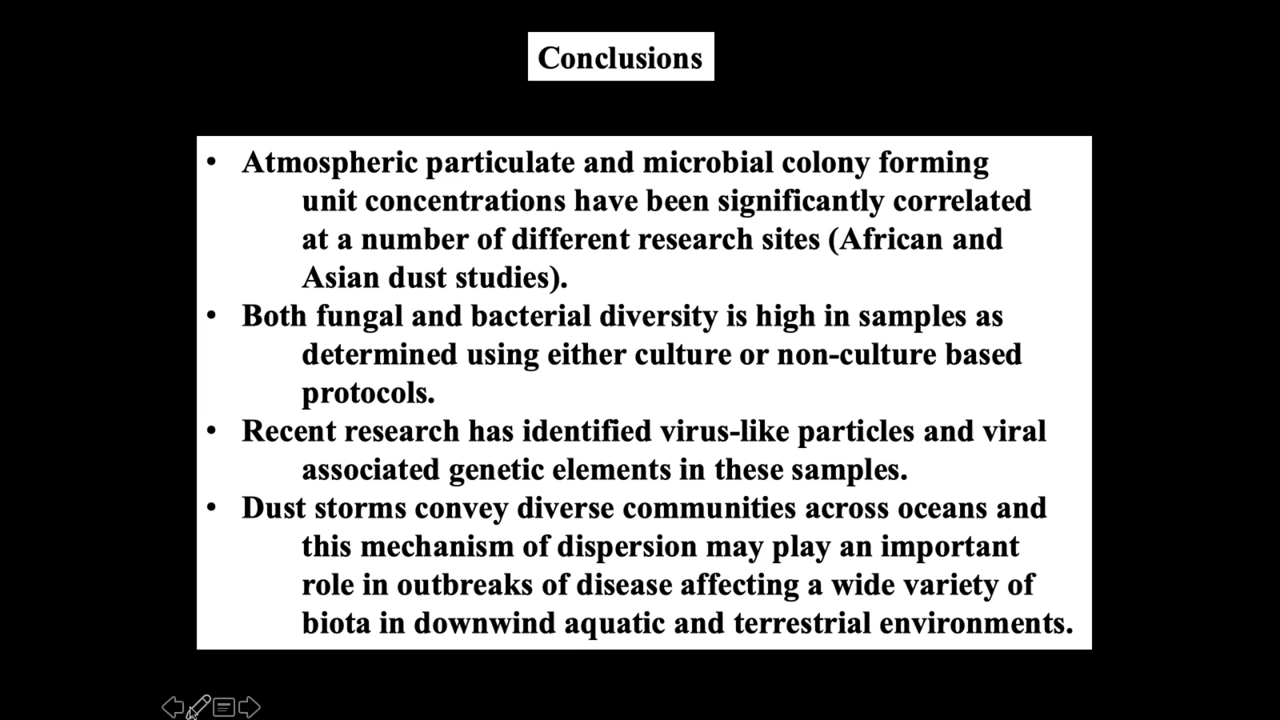 Conclusions
• Atmospheric particulate and microbial colony forming
unit concentrations have been significantly correlated
at a number of different research sites (African and
Asian dust studies).
• Both fungal and bacterial diversity is high in samples as
determined using either culture or non-culture based
protocols.
• Recent research has identified virus-like particles and viral
associated genetic elements in these samples.
• Dust storms convey diverse communities across oceans and
this mechanism of dispersion may play an important
role in outbreaks of disease affecting a wide variety of
biota in downwind aquatic and terrestrial environments.